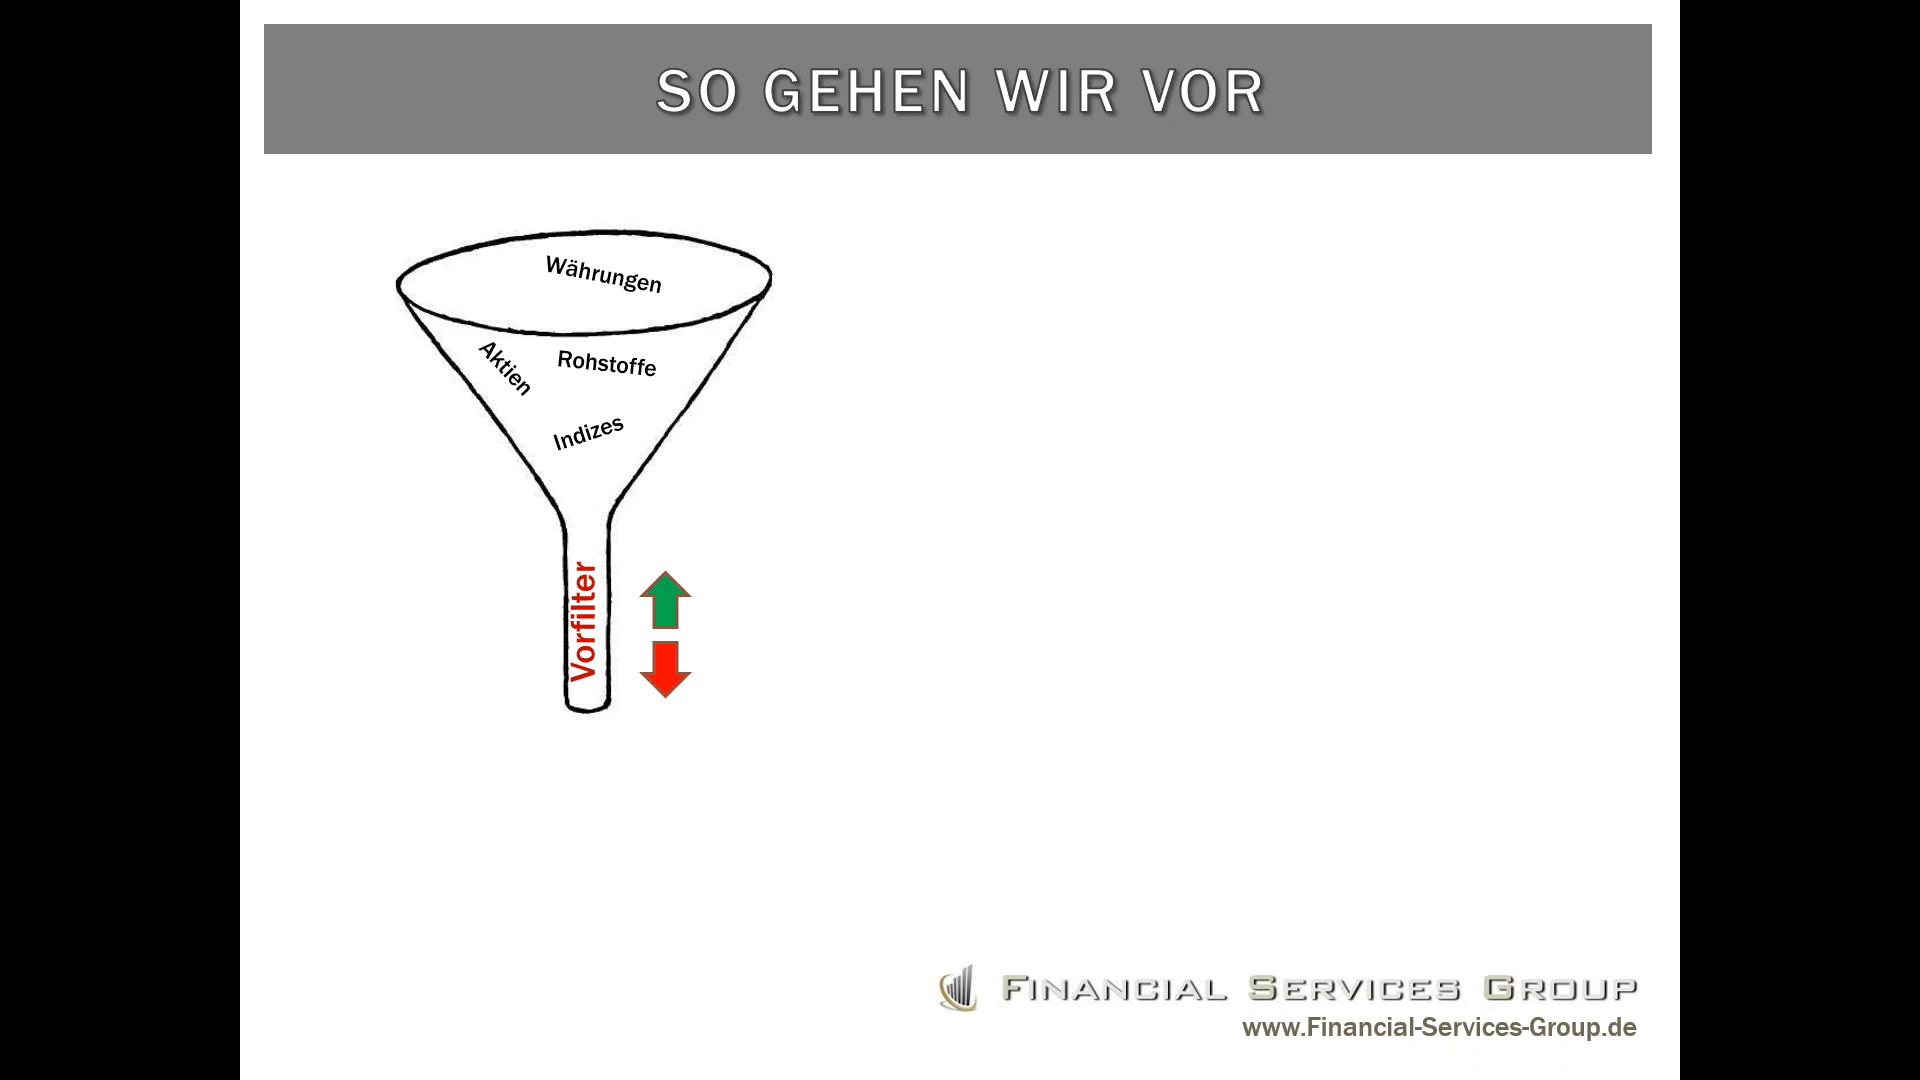 SO GEHEN WIR VOR
Währungen
Aktien
Rohstoffe
Indizes
Vorfilter
FINANCIAL SERVICES GROUP
www.Financial-Services-Group.de